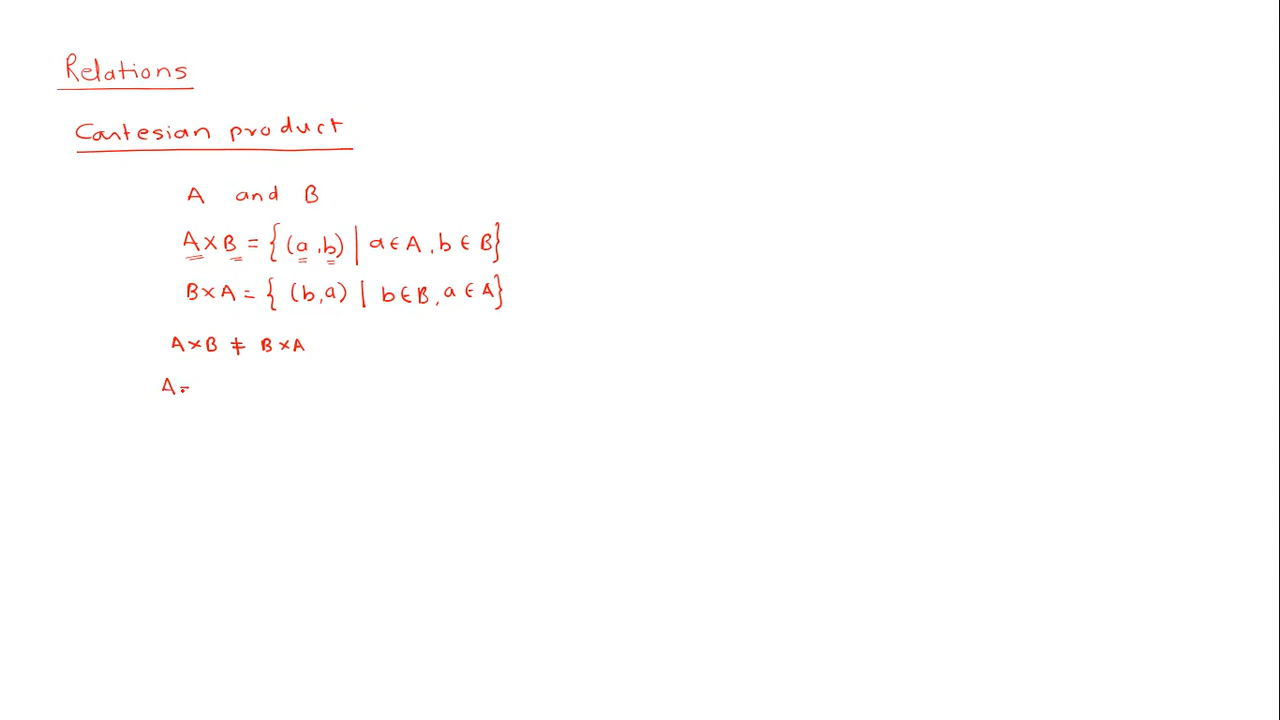 Relations
Cartesian product
A and B
A×B = {(a,b) | a∈A, b∈B}
B×A = {(b,a) | b∈B, a∈A}
A×B ≠ B×A
A=